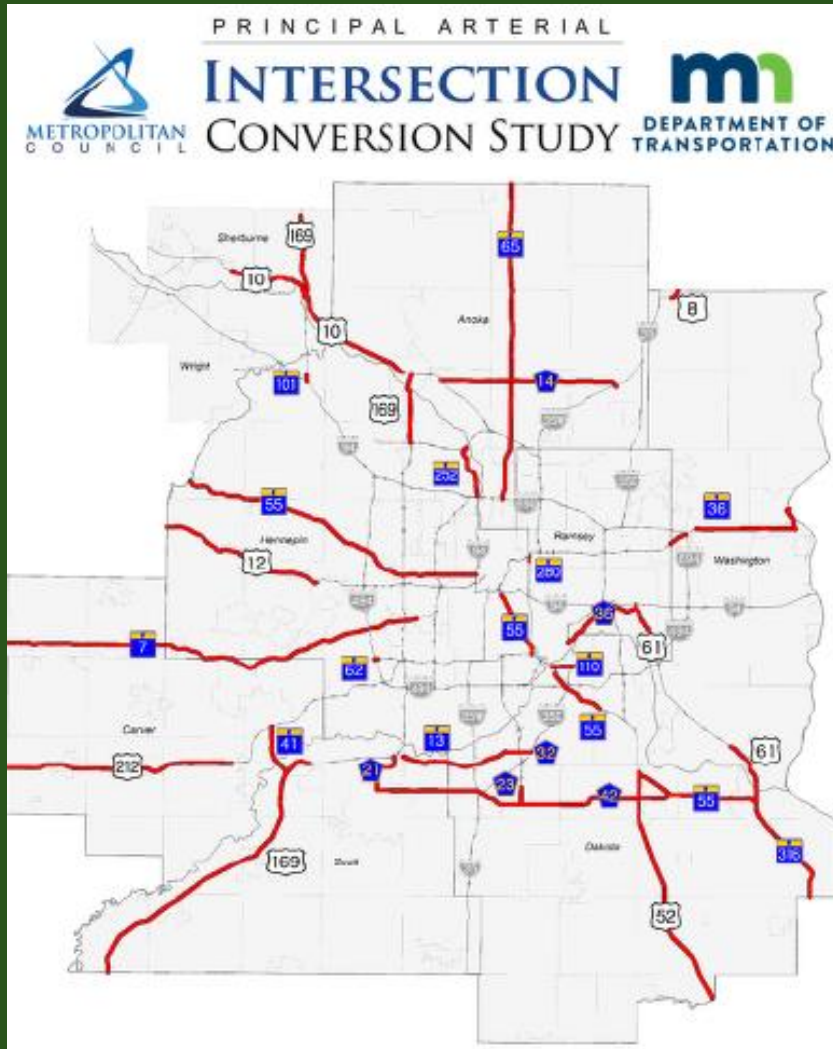 PRINCIPAL ARTERIAL
INTERSECTION
CONVERSION STUDY
METROPOLITAN
COUNCIL
DEPARTMENT OF
TRANSPORTATION
Sherburne
169
65
10
8
Anoka
10
Wright
101
14
169
252
55
36
Hennepin
Ramsey
12
280
Washington
36
55
61
7
62
110
Carver
41
13
55
61
212
32
21
23
42
55
316
169
Scott
Dakota
52